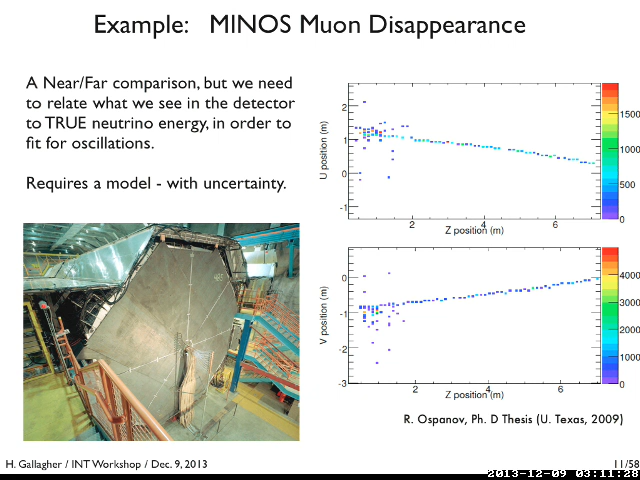 Example: MINOS Muon Disappearance
A Near/Far comparison, but we need
to relate what we see in the detector
to TRUE neutrino energy, in order to
fit for oscillations.
Requires a model - with uncertainty.
U position (m)
2
1
0
-1
2
4
6
Z position (m)
1500
1000
500
0
V position (m)
0
-1
-2
-3
2
4
6
Z position (m)
4000
3000
2000
1000
0
R. Ospanov, Ph. D Thesis (U. Texas, 2009)
H. Gallagher / INT Workshop / Dec. 9, 2013
11/58
2013-12-09 03:11:28